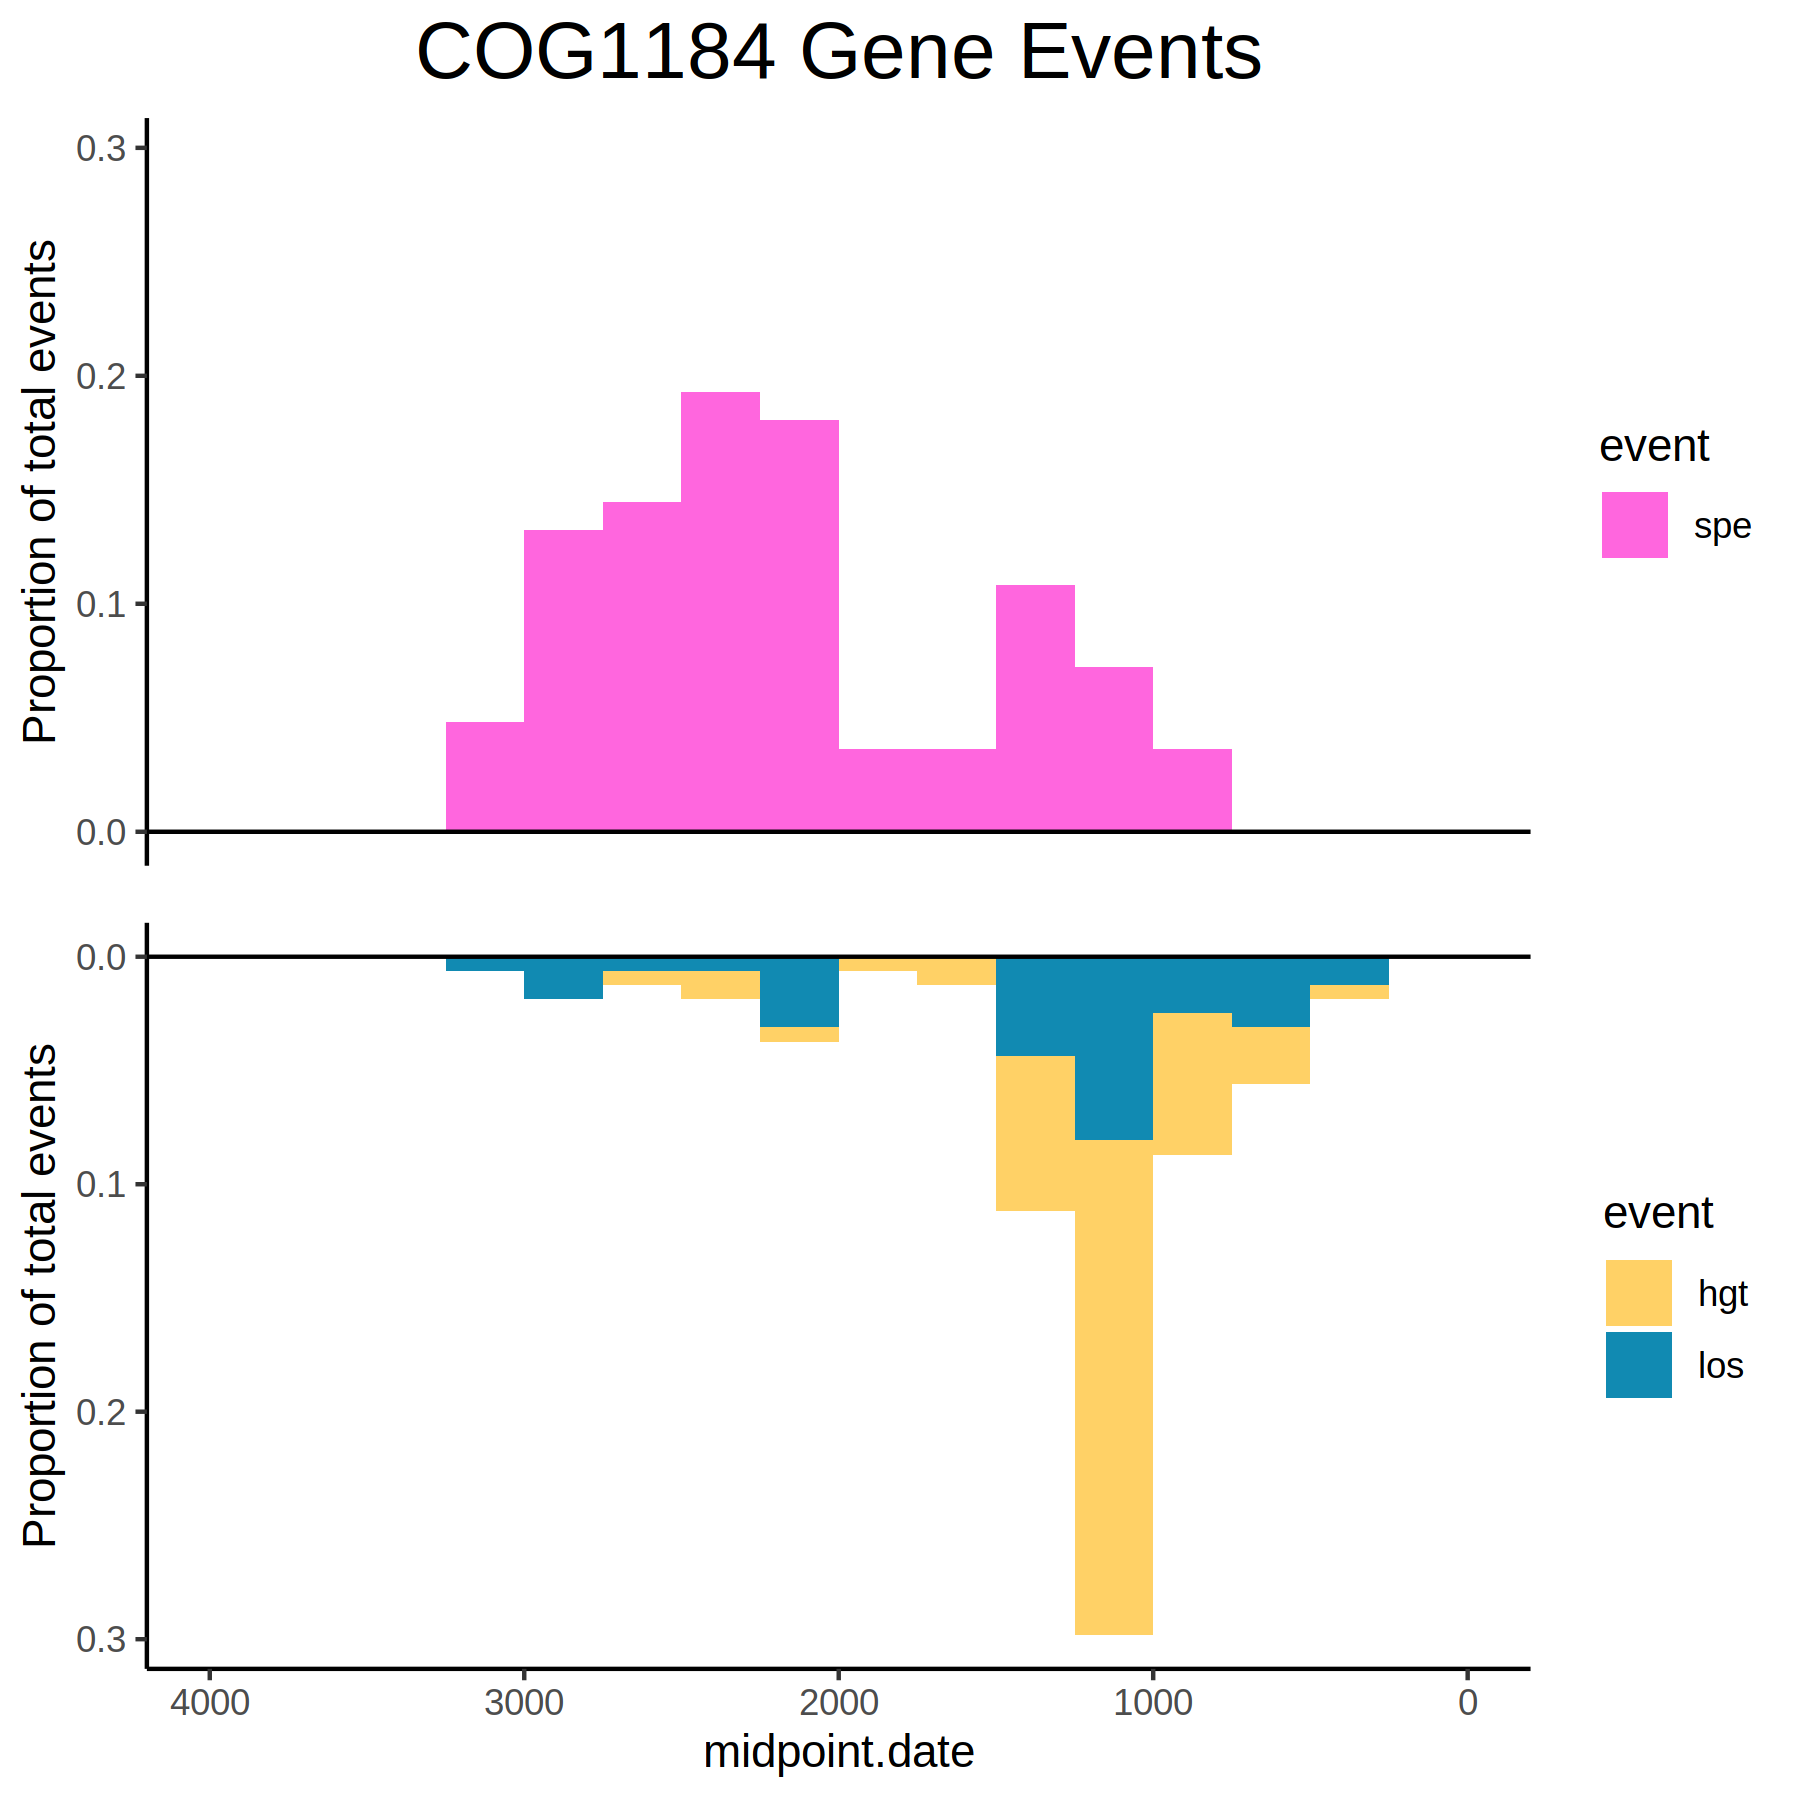 COG1184 Gene Events
Proportion of total events
0.3
0.2
0.1
0.0
event
spe
Proportion of total events
0.0
0.1
0.2
0.3
event
hgt
los
4000 3000 2000 1000 0
midpoint.date